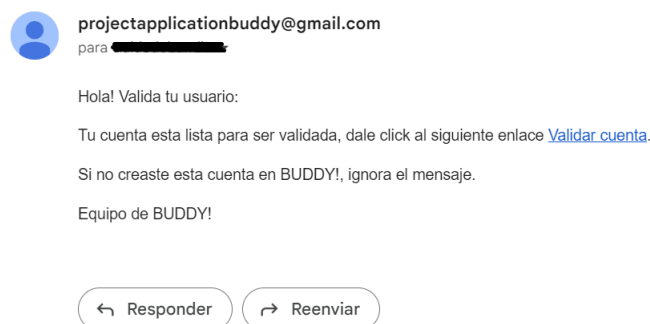 projectapplicationbuddy@gmail.com
para
Hola! Valida tu usuario:
Tu cuenta esta lista para ser validada, dale click al siguiente enlace Validar cuenta.
Si no creaste esta cuenta en BUDDY!, ignora el mensaje.
Equipo de BUDDY!
Responder
Reenviar